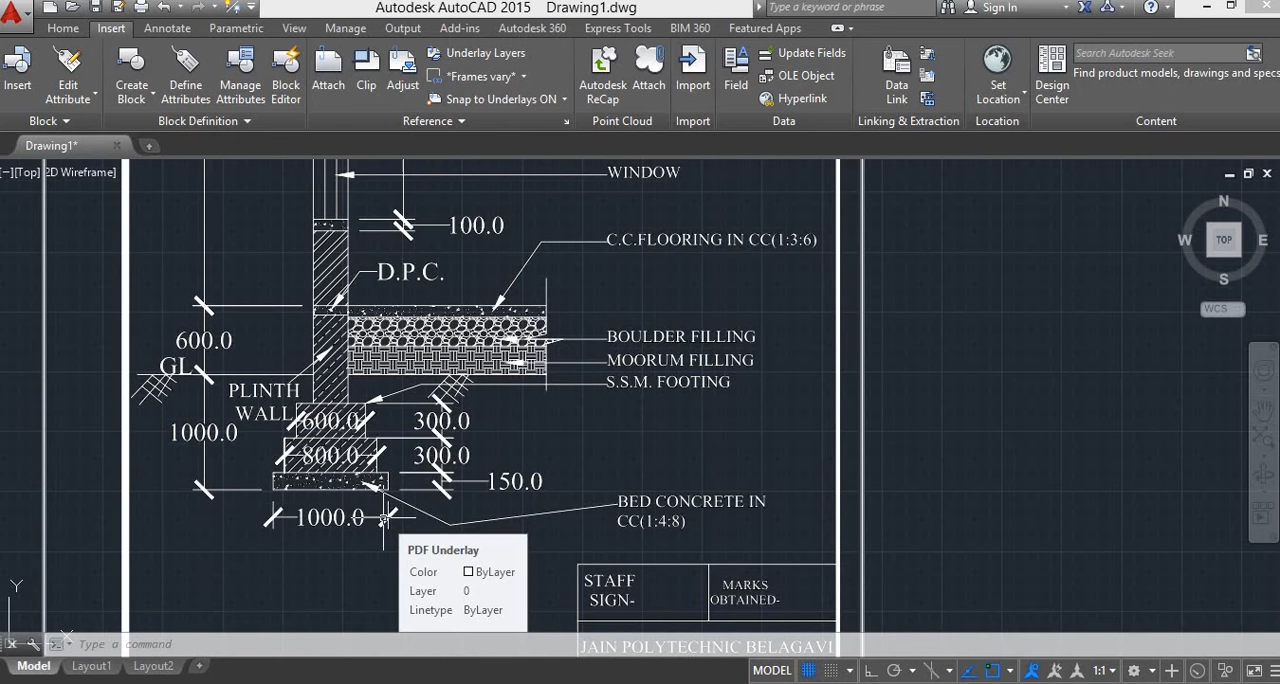 Autodesk AutoCAD 2015 Drawing1.dwg
Type a keyword or phrase
Sign In
Home Insert Annotate Parametric View Manage Output Add-ins Autodesk 360 Express Tools BIM 360 Featured Apps
Insert
Edit Attribute
Create Block
Define Attributes
Manage Attributes
Block Editor
Attach
Clip
Adjust
Underlay Layers
*Frames vary*
Snap to Underlays ON
Autodesk ReCap
Attach
Import
Field
Update Fields
OLE Object
Hyperlink
Data Link
Set Location
Design Center
Search Autodesk Seek
Find product models, drawings and specs
Block Block Definition Reference Point Cloud Import Data Linking & Extraction Location Content
Drawing1*
[−][Top][2D Wireframe]
WINDOW
100.0
C.C.FLOORING IN CC(1:3:6)
D.P.C.
600.0
BOULDER FILLING
GL
MOORUM FILLING
PLINTH
WALL
S.S.M. FOOTING
600.0 300.0
1000.0
800.0 300.0
150.0
BED CONCRETE IN
CC(1:4:8)
1000.0
N
W TOP E
S
WCS
PDF Underlay
Color ByLayer
Layer 0
Linetype ByLayer
STAFF
SIGN-
MARKS
OBTAINED-
JAIN POLYTECHNIC BELAGAVI
Y
X
Type a command
Model Layout1 Layout2
MODEL 1:1